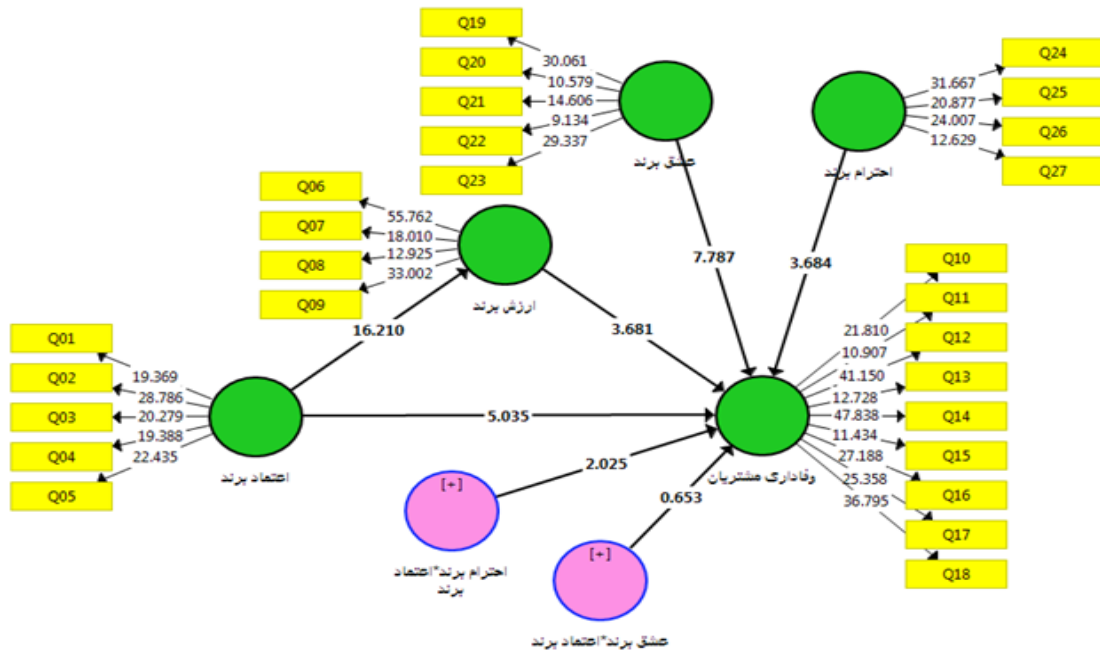 Q19
Q20
Q21
Q22
Q23
30.061
10.579
14.606
9.134
29.337
عشق برند
Q24
Q25
Q26
Q27
31.667
20.877
24.007
12.629
احترام برند
Q06
Q07
Q08
Q09
55.762
18.010
12.925
33.002
ارزش برند
7.787
3.684
16.210
3.681
Q01
Q02
Q03
Q04
Q05
19.369
28.786
20.279
19.388
22.435
اعتماد برند
5.035
Q10
Q11
Q12
Q13
Q14
Q15
Q16
Q17
Q18
21.810
10.907
41.150
12.728
47.838
11.434
27.188
25.358
36.795
وفاداری مشتریان
2.025
0.653
[+]
احترام برند*اعتماد
برند
[+]
عشق برند*اعتماد برند